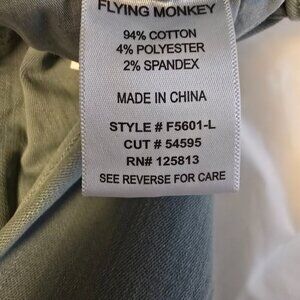 FLYING MONKEY
94% COTTON
4% POLYESTER
2% SPANDEX
MADE IN CHINA
STYLE # F5601-L
CUT # 54595
RN# 125813
SEE REVERSE FOR CARE